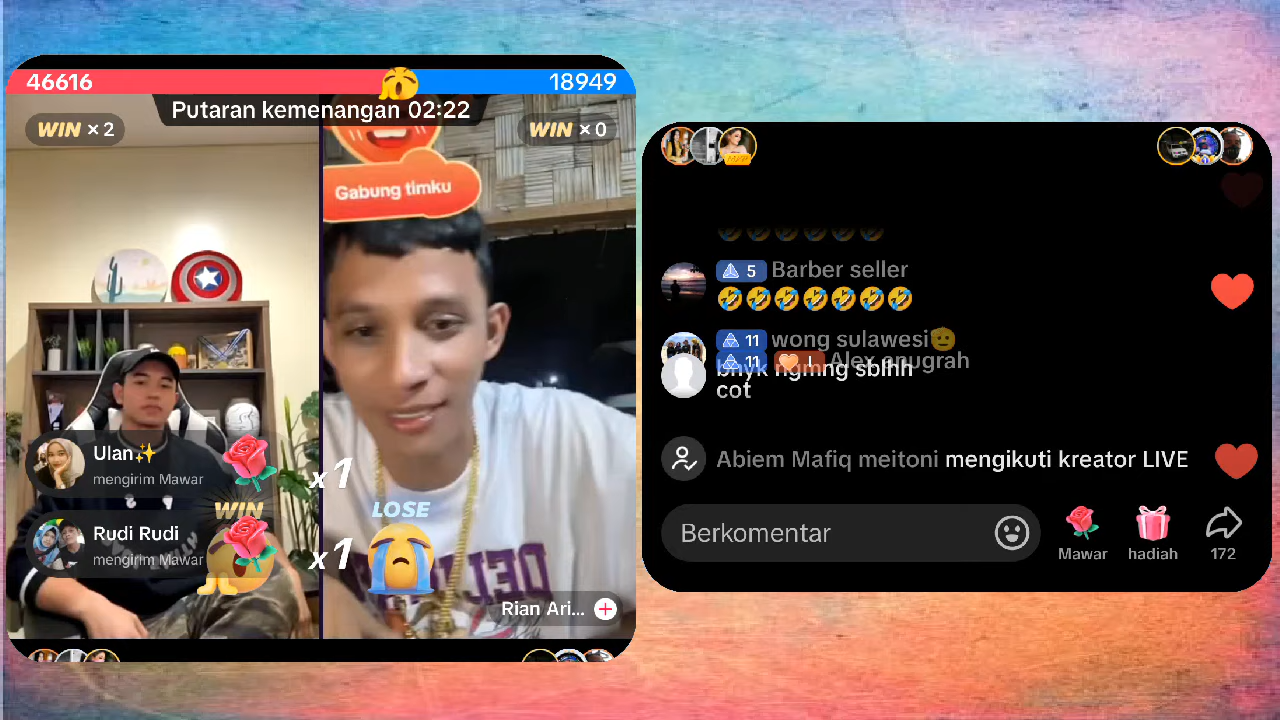 46616
18949
Putaran kemenangan 02:22
WIN × 2
WIN × 0
Gabung timku
Ulan✨
mengirim Mawar
x1
WIN
LOSE
Rudi Rudi
mengirim Mawar
x1
Rian Ari...
5 Barber seller
🤣🤣🤣🤣🤣🤣🤣
11 wong sulawesi🫡
11 Alex anugrah
cot
Abiem Mafiq meitoni mengikuti kreator LIVE
Berkomentar
Mawar
hadiah
172